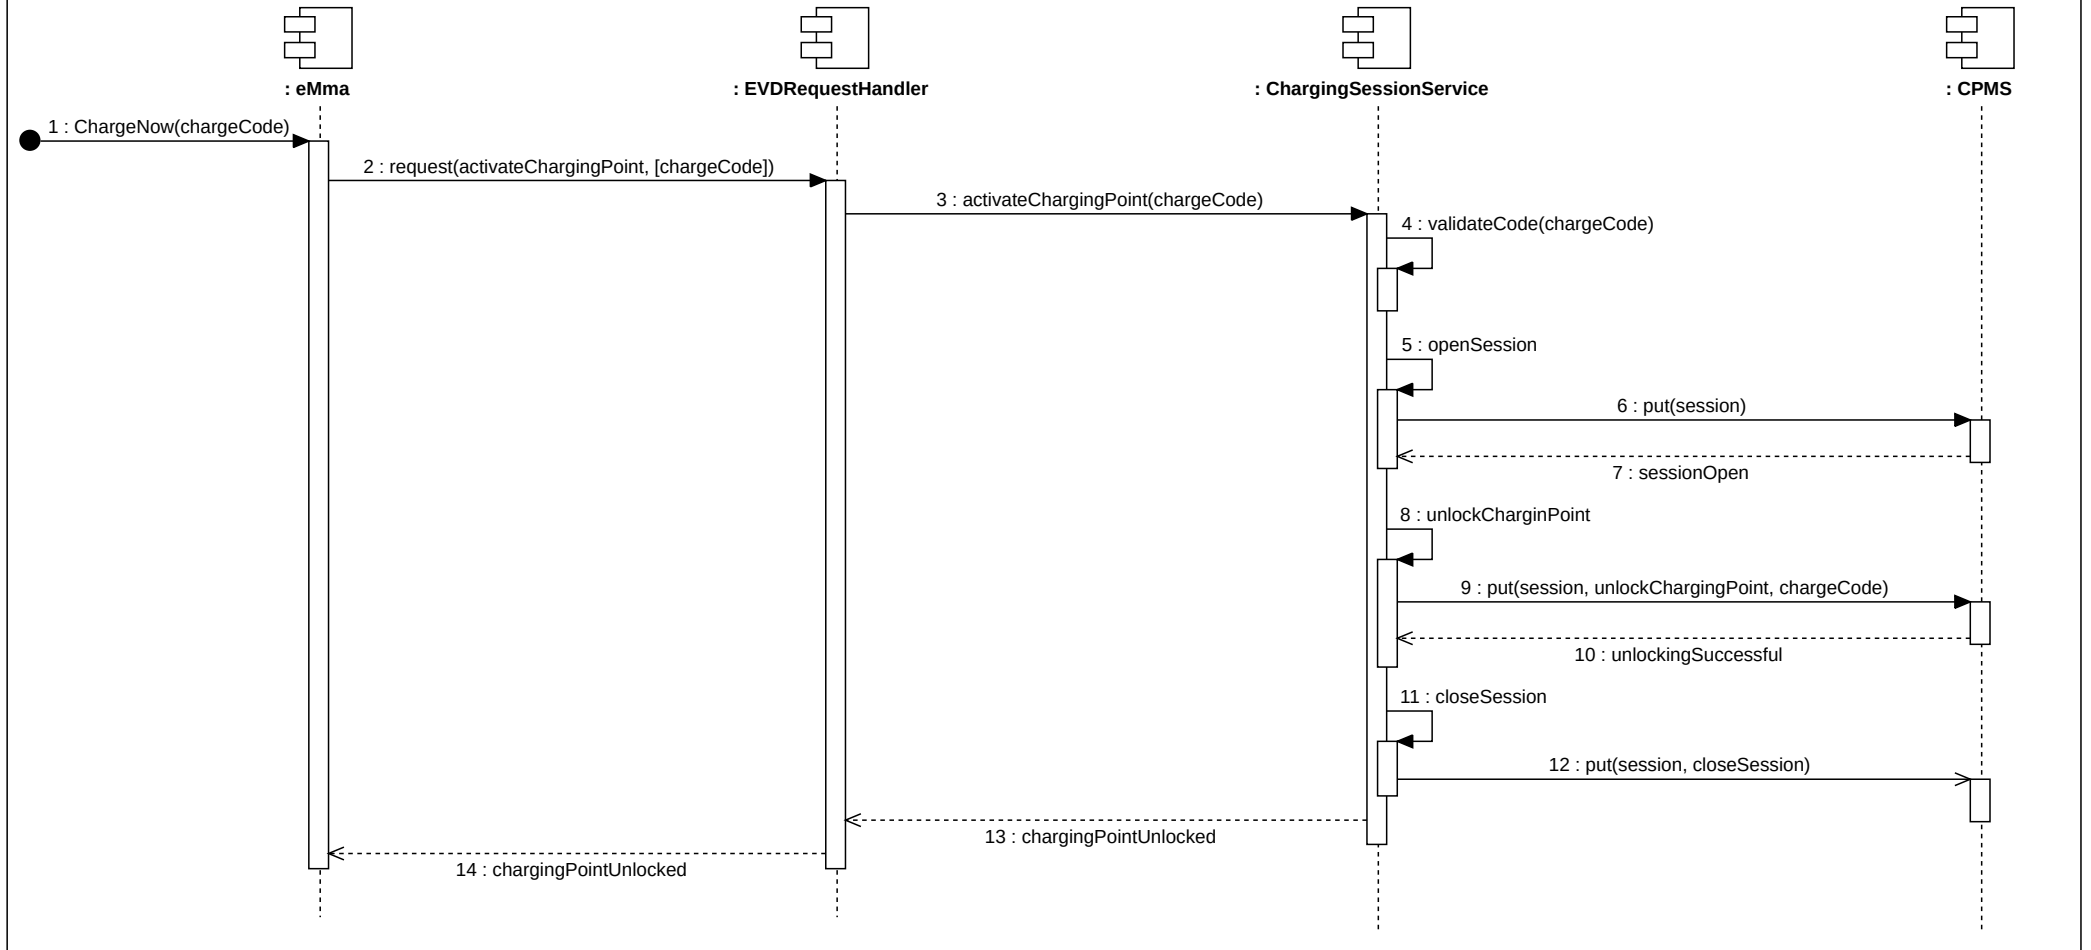 : eMma
: EVDRequestHandler
: ChargingSessionService
: CPMS
1 : ChargeNow(chargeCode)
2 : request(activateChargingPoint, [chargeCode])
3 : activateChargingPoint(chargeCode)
4 : validateCode(chargeCode)
5 : openSession
6 : put(session)
7 : sessionOpen
8 : unlockCharginPoint
9 : put(session, unlockChargingPoint, chargeCode)
10 : unlockingSuccessful
11 : closeSession
12 : put(session, closeSession)
13 : chargingPointUnlocked
14 : chargingPointUnlocked